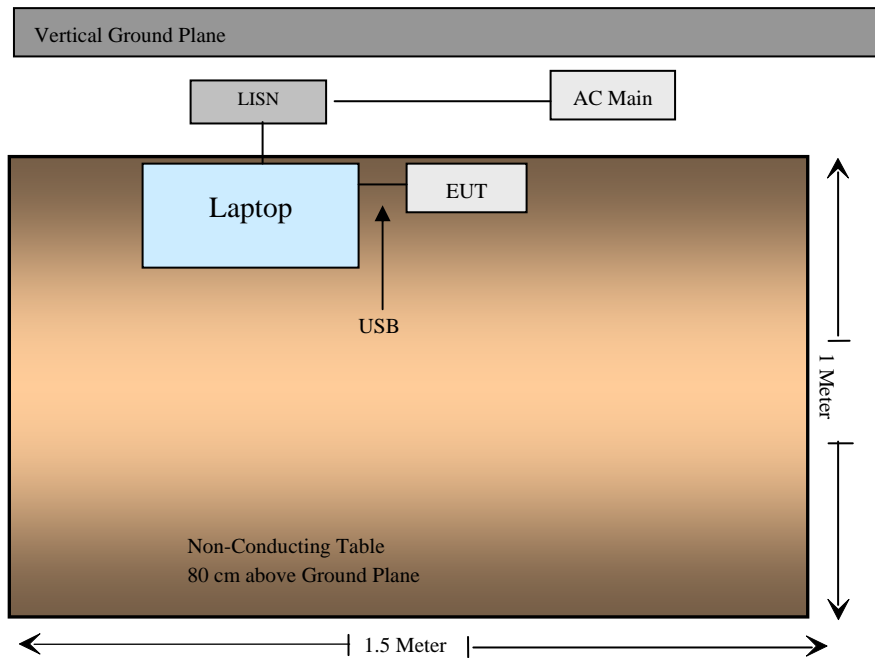 Vertical Ground Plane
LISN
AC Main
Laptop
EUT
USB
1 Meter
Non-Conducting Table
80 cm above Ground Plane
1.5 Meter